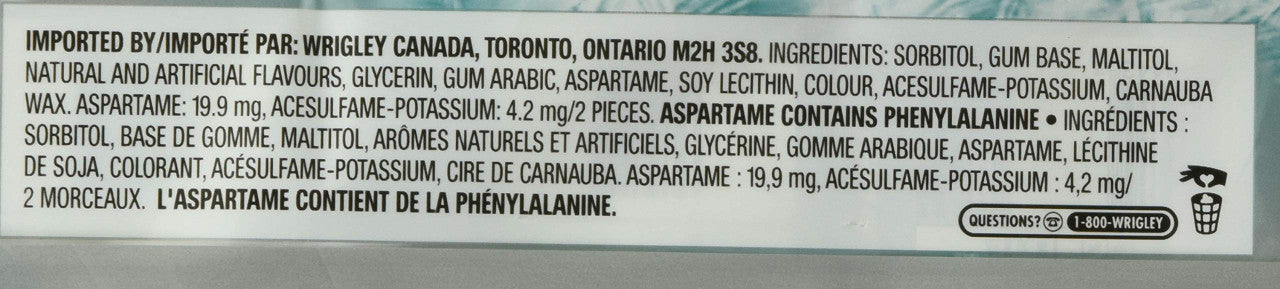 IMPORTED BY/IMPORTÉ PAR: WRIGLEY CANADA, TORONTO, ONTARIO M2H 3S8. INGREDIENTS: SORBITOL, GUM BASE, MALTITOL,
NATURAL AND ARTIFICIAL FLAVOURS, GLYCERIN, GUM ARABIC, ASPARTAME, SOY LECITHIN, COLOUR, ACESULFAME-POTASSIUM, CARNAUBA
WAX. ASPARTAME: 19.9 mg, ACESULFAME-POTASSIUM: 4.2 mg/2 PIECES. ASPARTAME CONTAINS PHENYLALANINE • INGRÉDIENTS :
SORBITOL, BASE DE GOMME, MALTITOL, ARÔMES NATURELS ET ARTIFICIELS, GLYCÉRINE, GOMME ARABIQUE, ASPARTAME, LÉCITHINE
DE SOJA, COLORANT, ACÉSULFAME-POTASSIUM, CIRE DE CARNAUBA. ASPARTAME : 19,9 mg, ACÉSULFAME-POTASSIUM : 4,2 mg/
2 MORCEAUX. L'ASPARTAME CONTIENT DE LA PHÉNYLALANINE.
QUESTIONS? 1-800-WRIGLEY